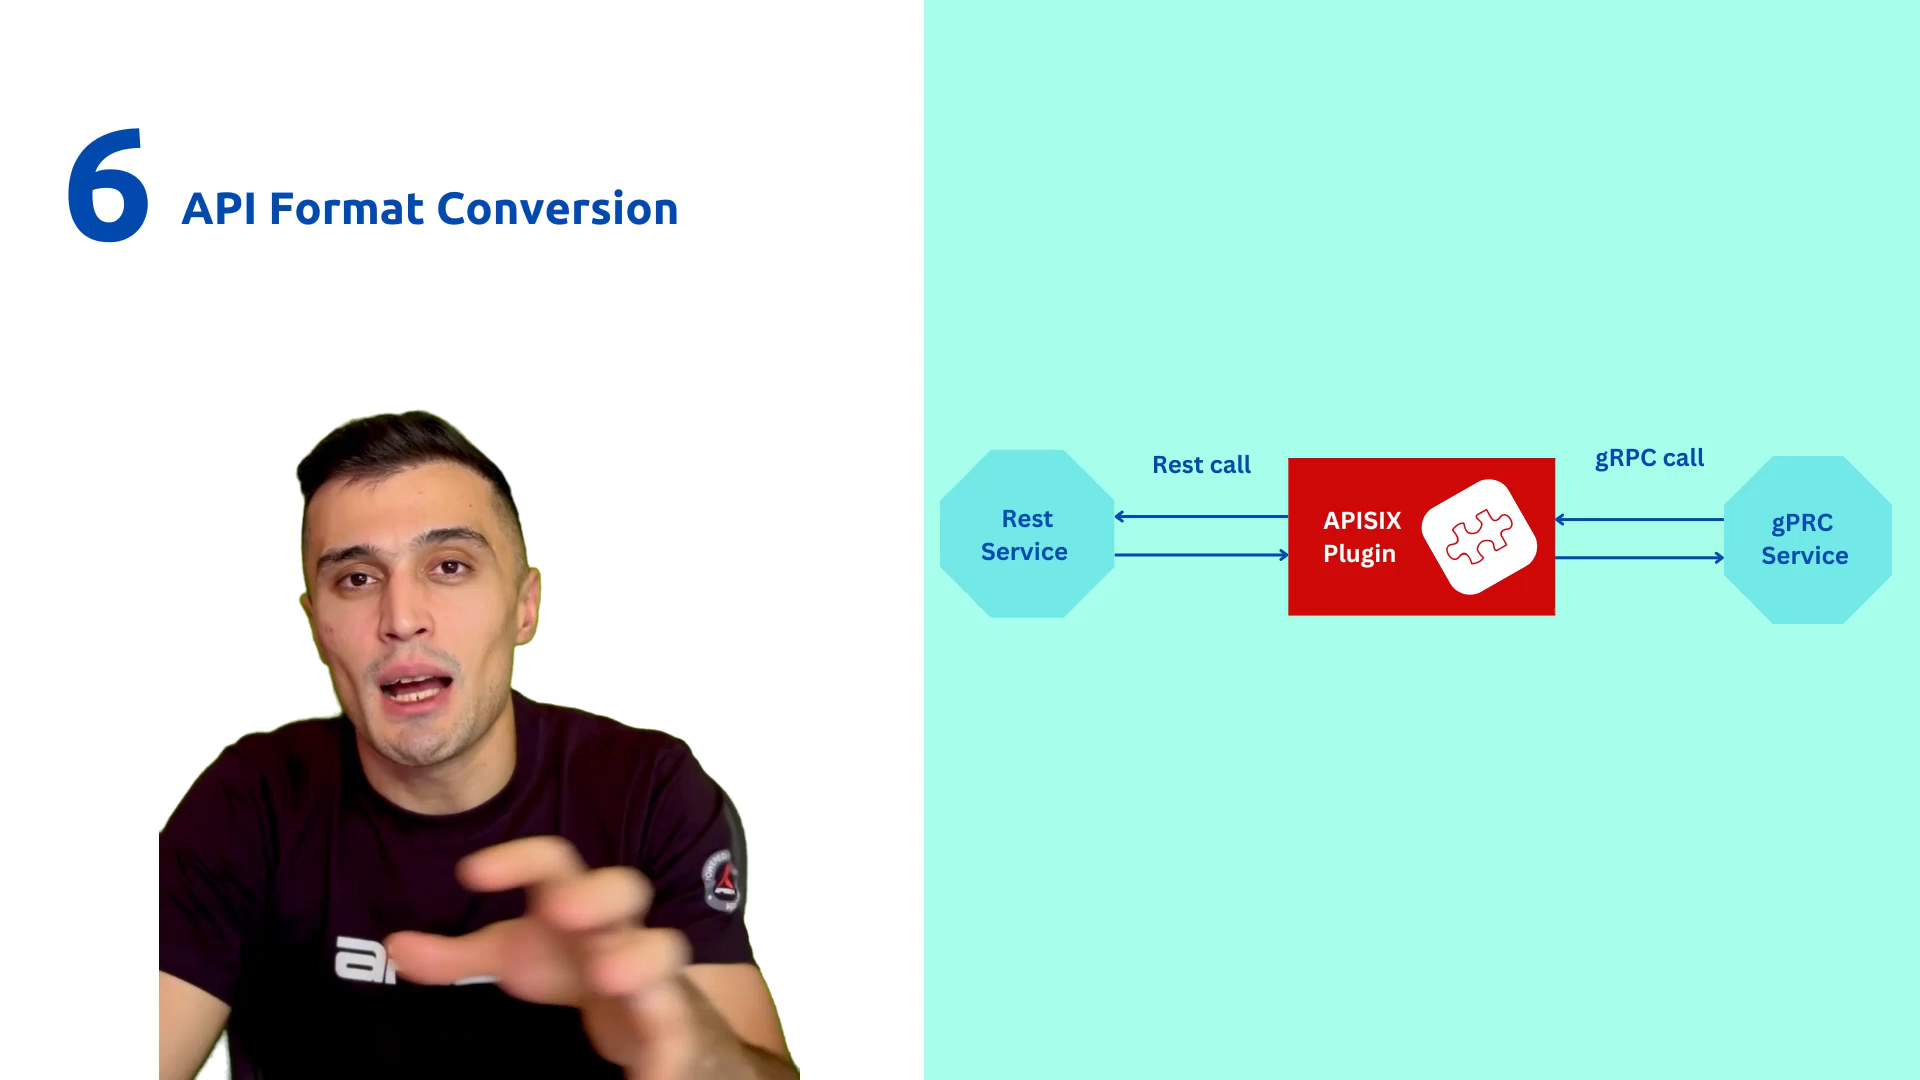 6
API Format Conversion
Rest call
gRPC call
Rest
Service
APISIX
Plugin
gPRC
Service